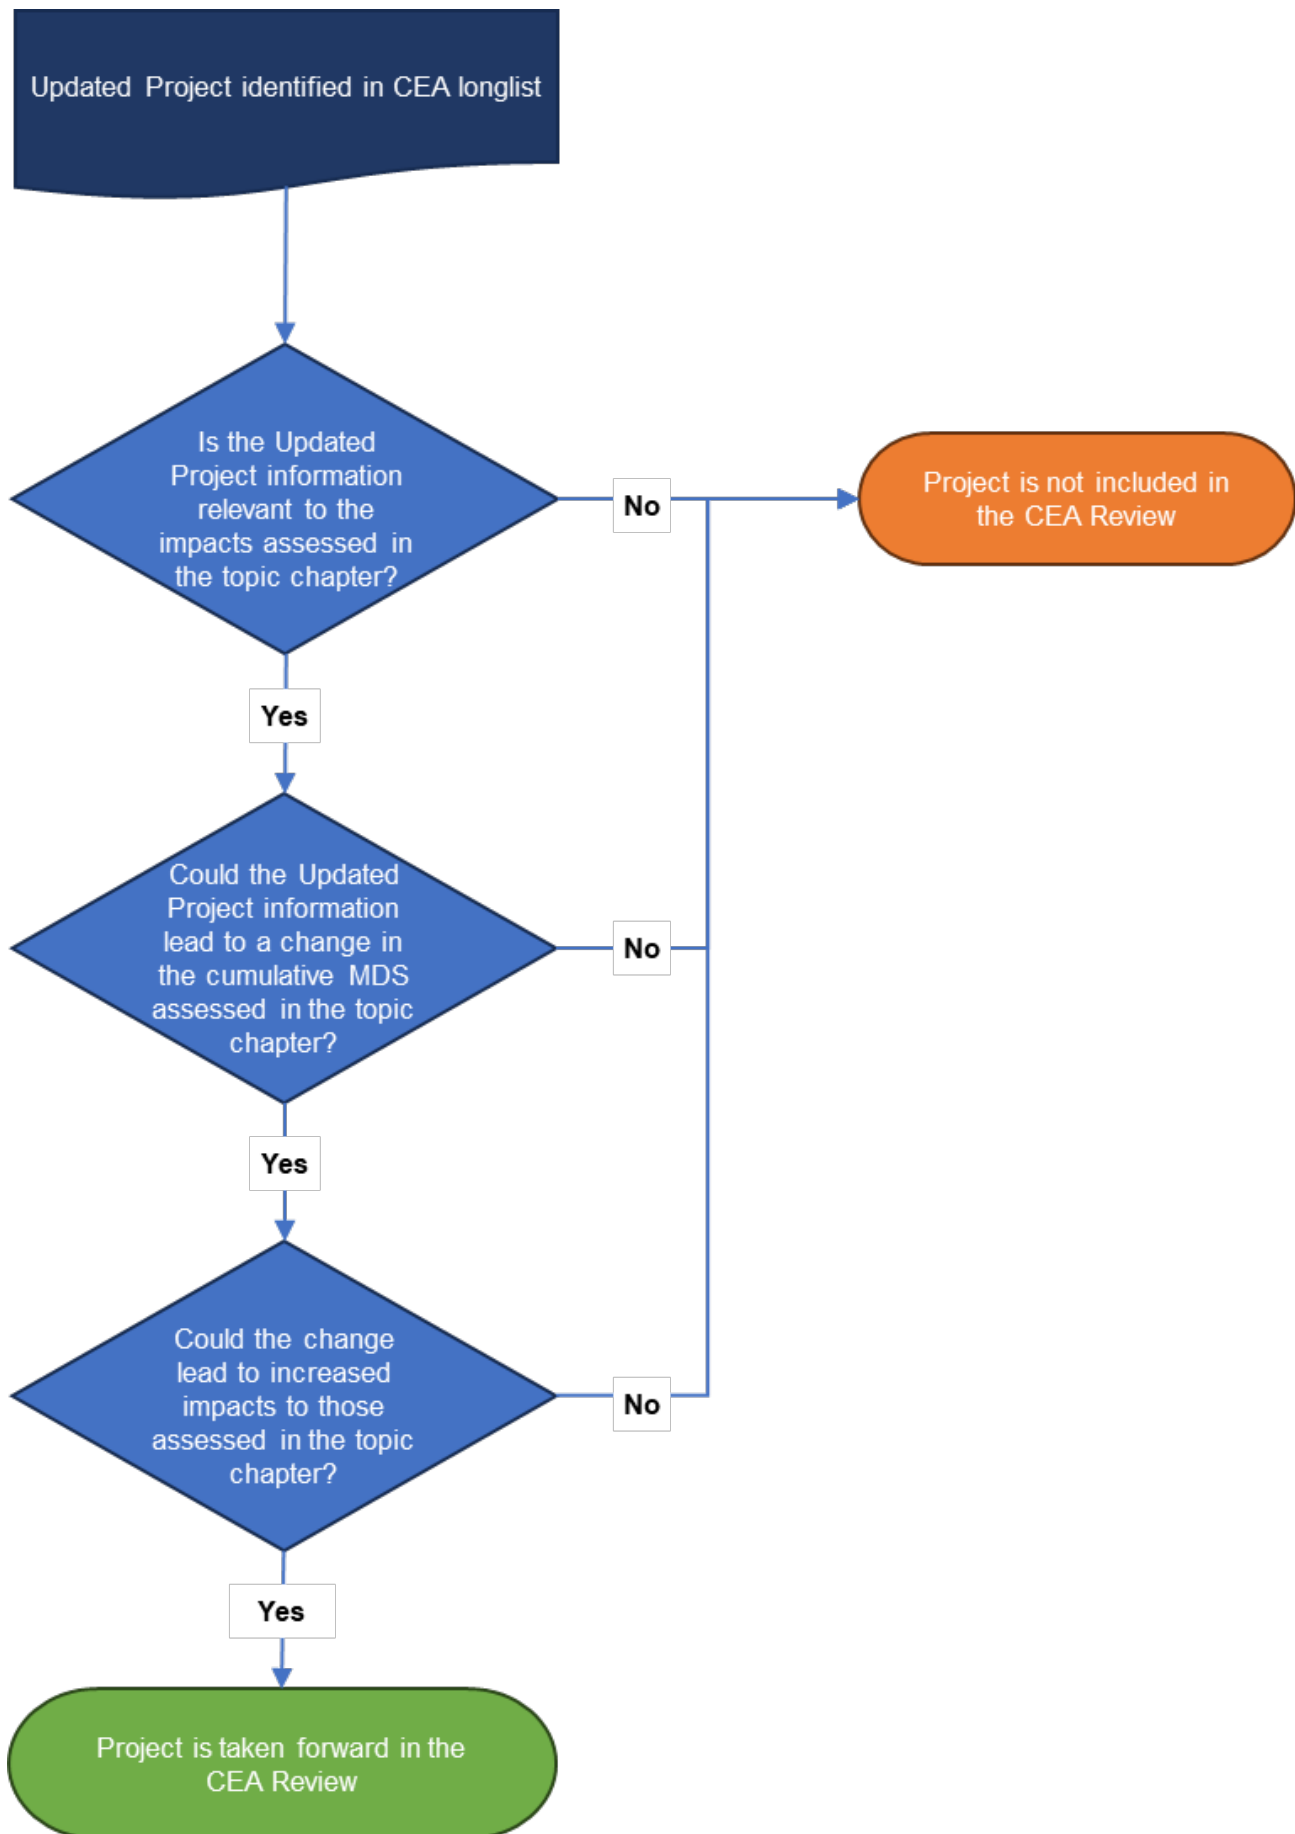 Updated Project identified in CEA longlist
Is the Updated
Project information
relevant to the
impacts assessed in
the topic chapter?
No
Project is not included in
the CEA Review
Yes
Could the Updated
Project information
lead to a change in
the cumulative MDS
assessed in the topic
chapter?
No
Yes
Could the change
lead to increased
impacts to those
assessed in the topic
chapter?
No
Yes
Project is taken forward in the
CEA Review